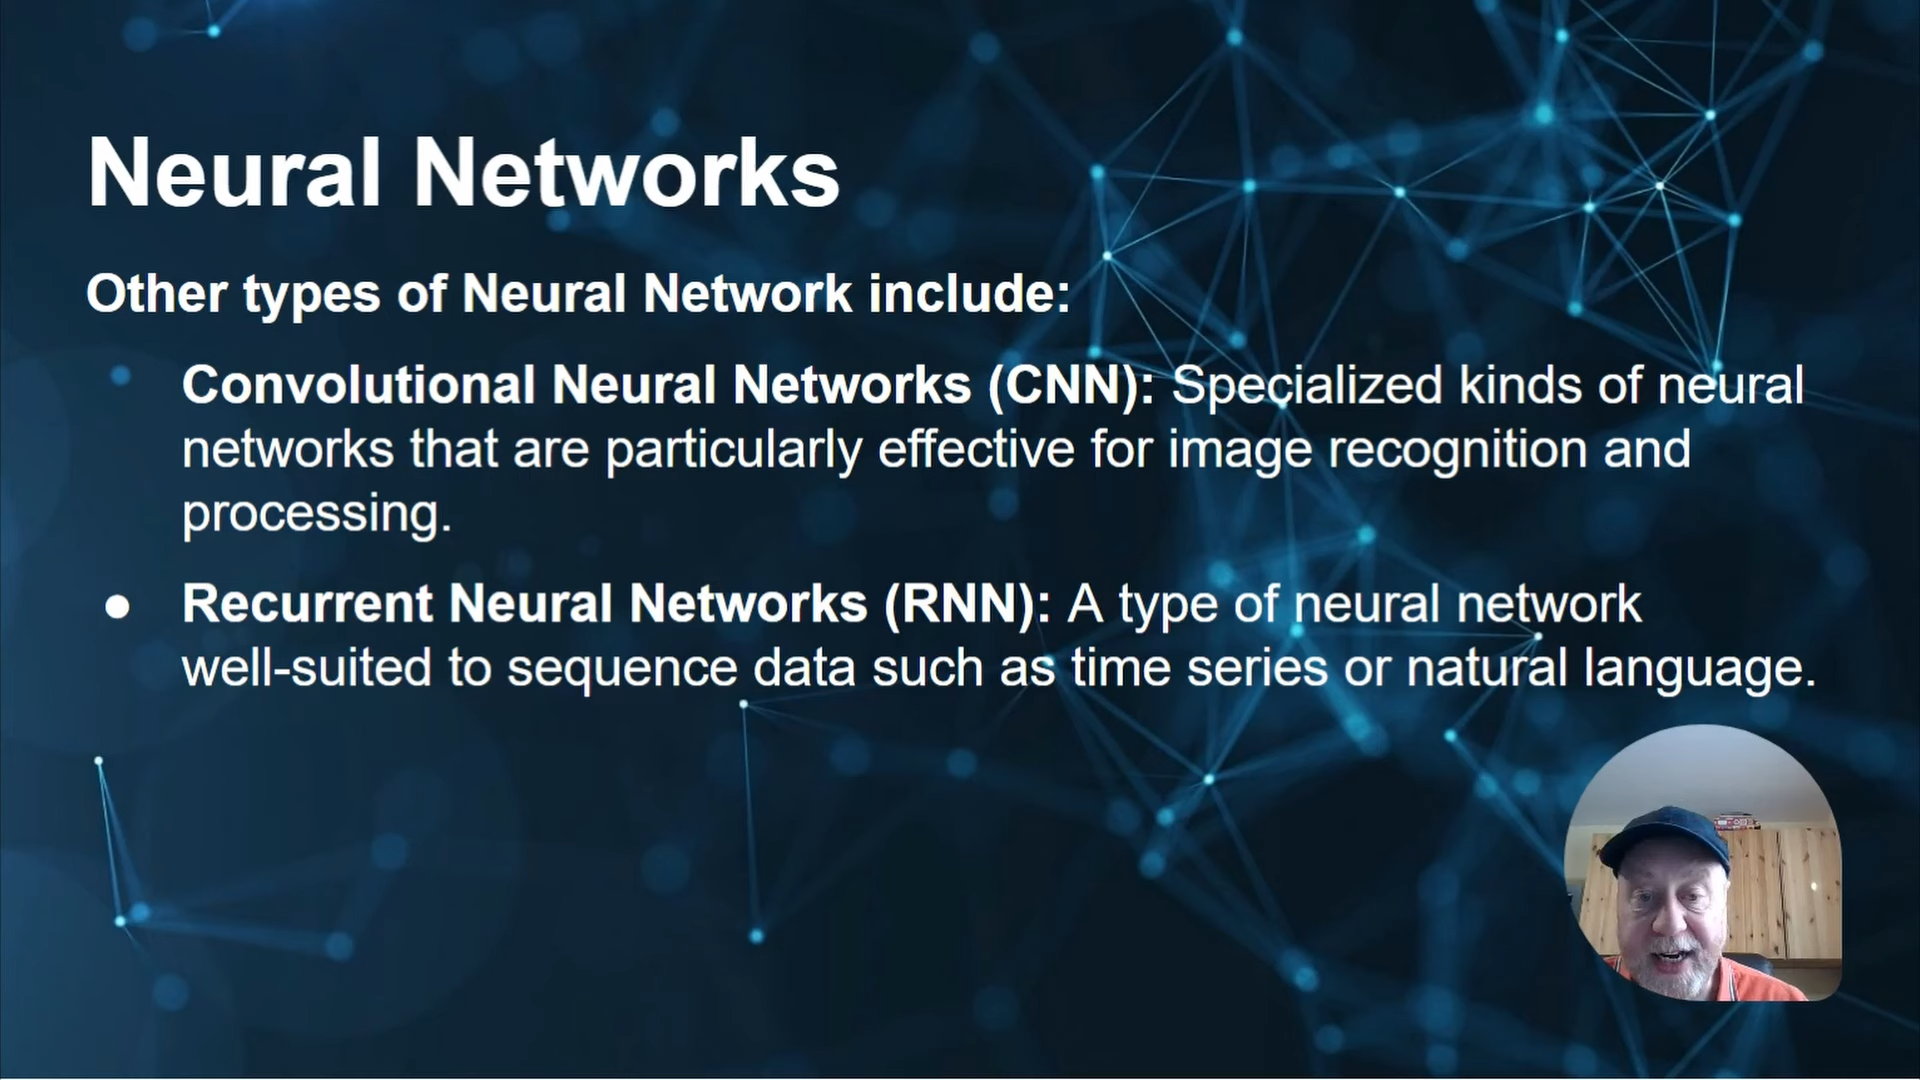 Neural Networks
Other types of Neural Network include:
Convolutional Neural Networks (CNN): Specialized kinds of neural
networks that are particularly effective for image recognition and
processing.
● Recurrent Neural Networks (RNN): A type of neural network
well-suited to sequence data such as time series or natural language.